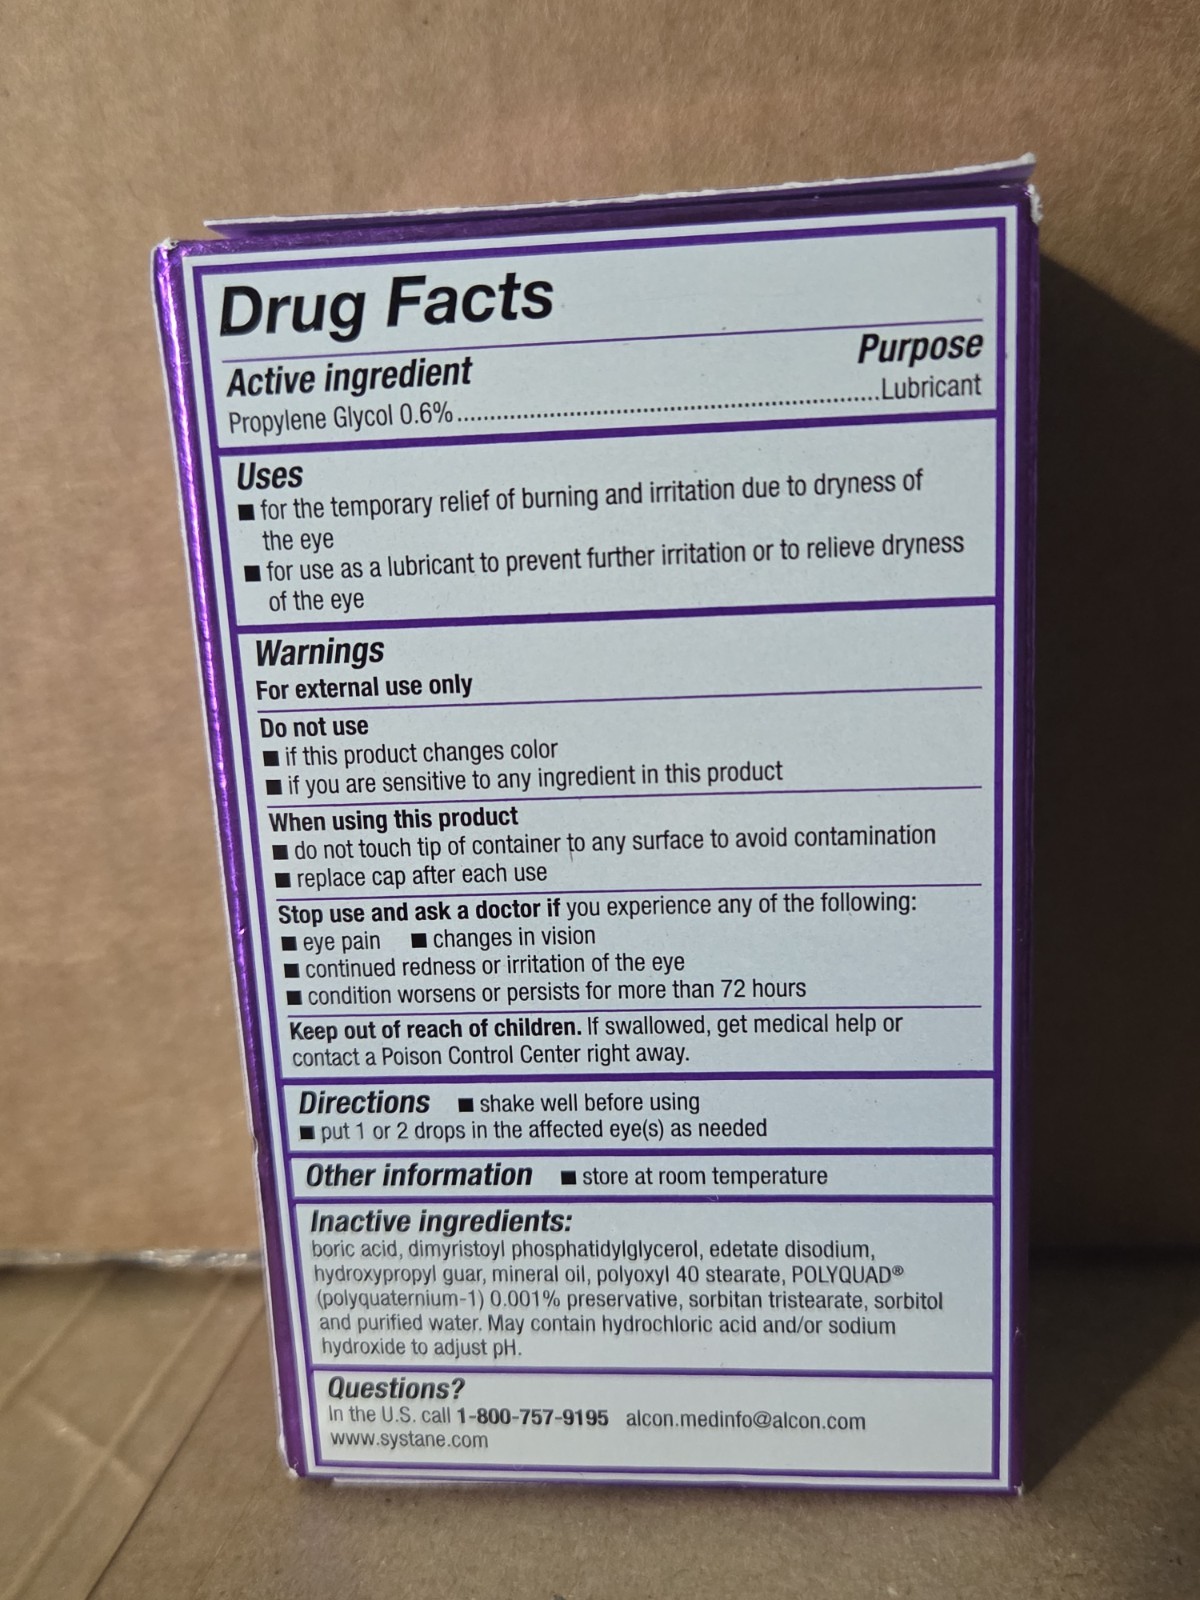 Drug Facts
Active ingredient Purpose
Propylene Glycol 0.6%..........................................................Lubricant
Uses
■ for the temporary relief of burning and irritation due to dryness of
the eye
■ for use as a lubricant to prevent further irritation or to relieve dryness
of the eye
Warnings
For external use only
Do not use
■ if this product changes color
■ if you are sensitive to any ingredient in this product
When using this product
■ do not touch tip of container to any surface to avoid contamination
■ replace cap after each use
Stop use and ask a doctor if you experience any of the following:
■ eye pain ■ changes in vision
■ continued redness or irritation of the eye
■ condition worsens or persists for more than 72 hours
Keep out of reach of children. If swallowed, get medical help or
contact a Poison Control Center right away.
Directions ■ shake well before using
■ put 1 or 2 drops in the affected eye(s) as needed
Other information ■ store at room temperature
Inactive ingredients:
boric acid, dimyristoyl phosphatidylglycerol, edetate disodium,
hydroxypropyl guar, mineral oil, polyoxyl 40 stearate, POLYQUAD®
(polyquaternium-1) 0.001% preservative, sorbitan tristearate, sorbitol
and purified water. May contain hydrochloric acid and/or sodium
hydroxide to adjust pH.
Questions?
In the U.S. call 1-800-757-9195 alcon.medinfo@alcon.com
www.systane.com